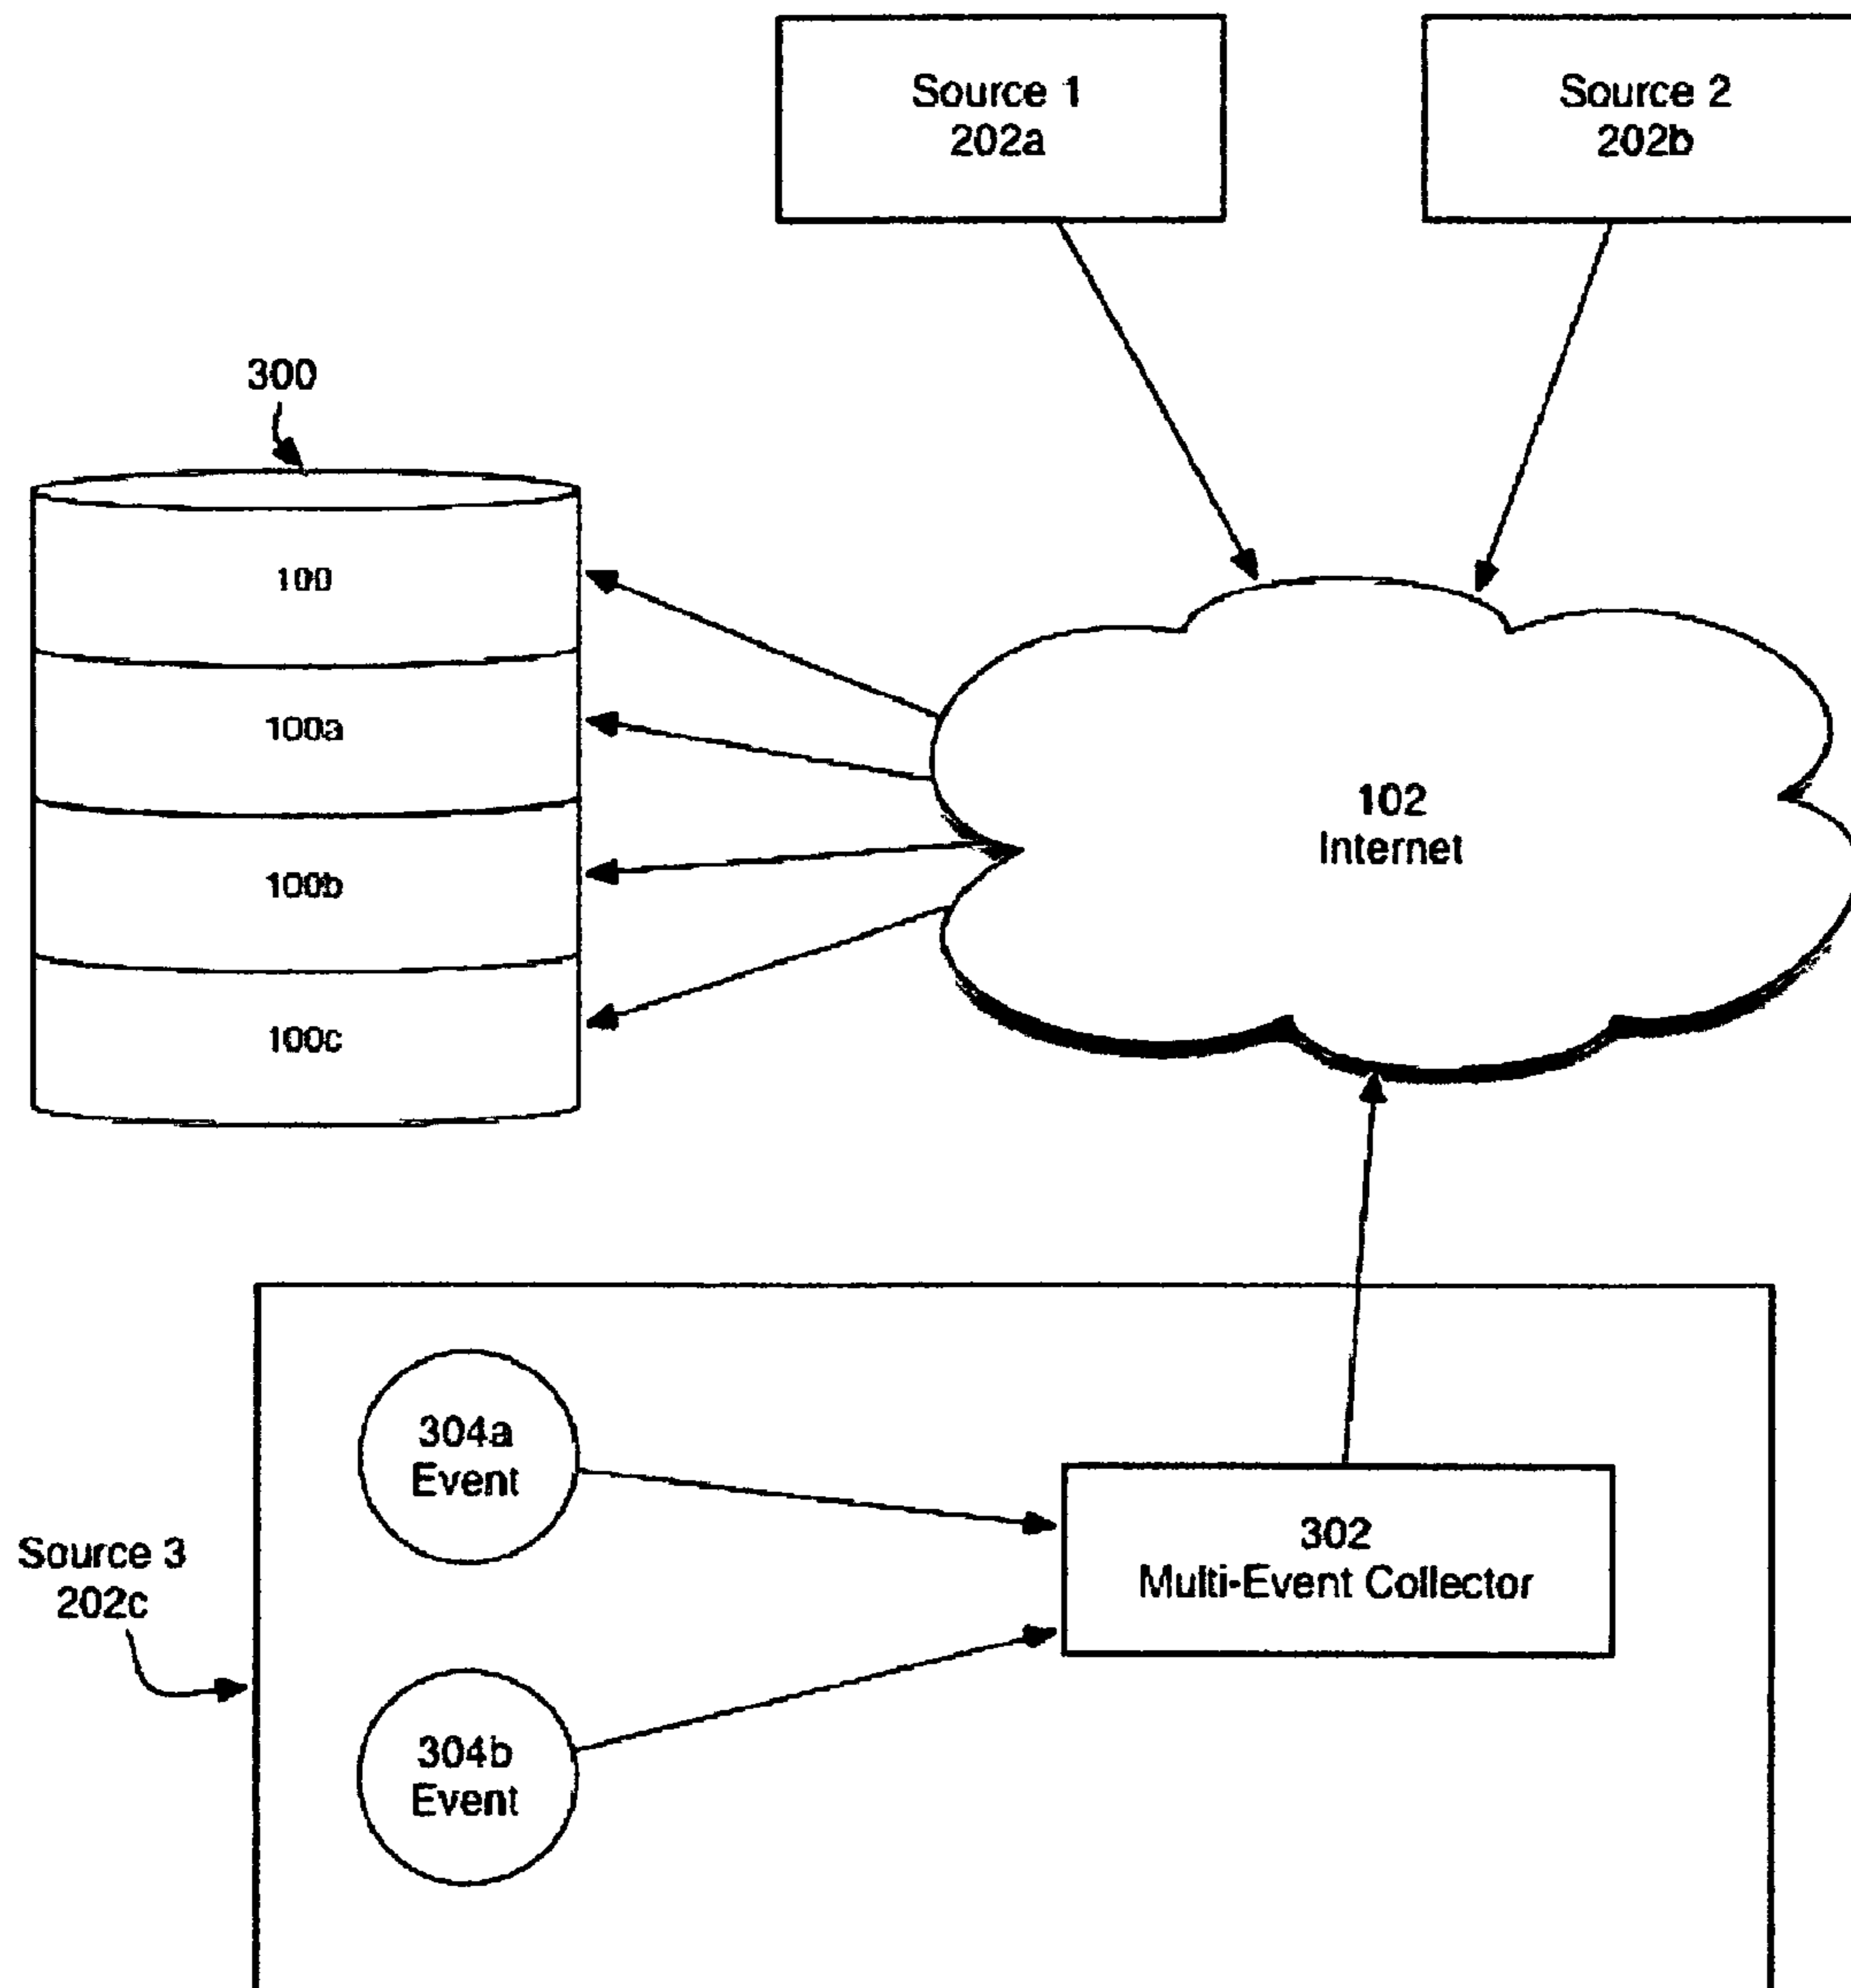 Source 1
202a
Source 2
202b
300
100
100a
100b
100c
102
Internet
304a
Event
302
Multi-Event Collector
Source 3
202c
304b
Event